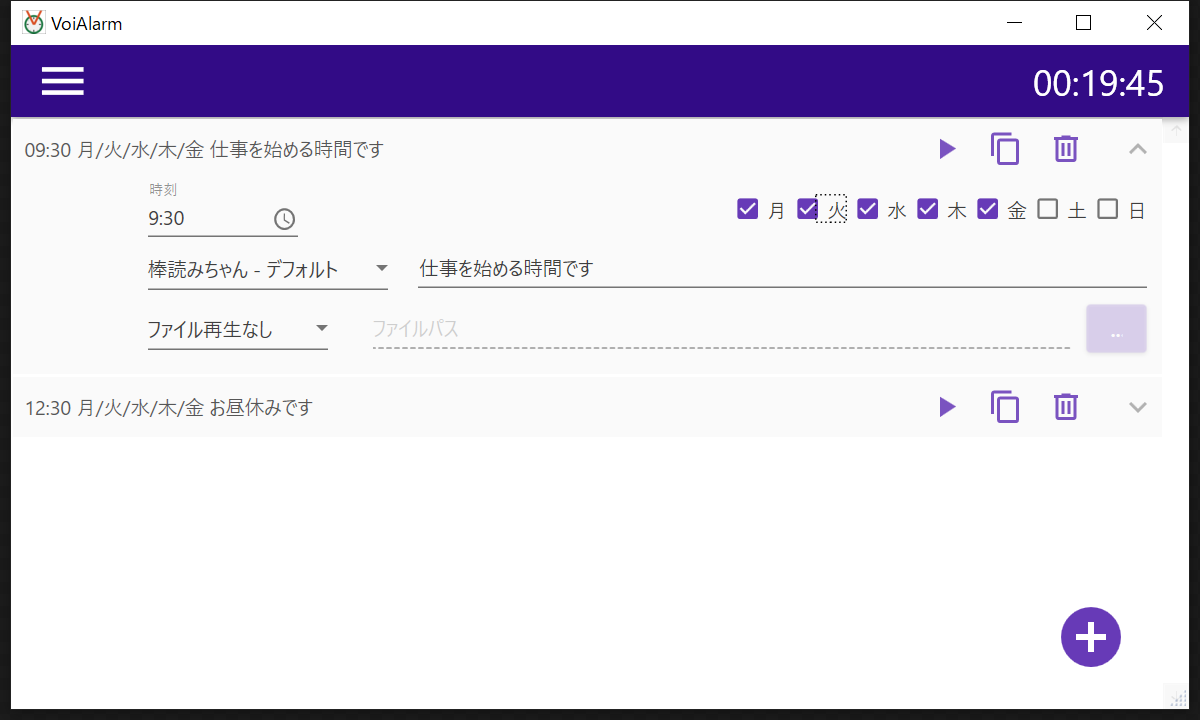 VoiAlarm
00:19:45
09:30 月/火/水/木/金 仕事を始める時間です
時刻
9:30
月 火 水 木 金 土 日
棒読みちゃん - デフォルト 仕事を始める時間です
ファイル再生なし ファイルパス ...
12:30 月/火/水/木/金 お昼休みです